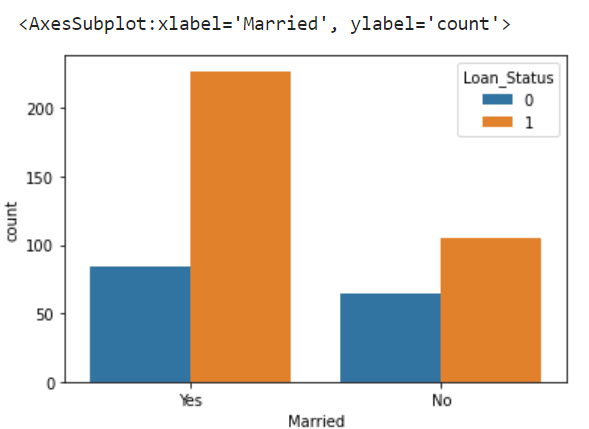 <AxesSubplot:xlabel='Married', ylabel='count'>
Loan_Status
0
1
200
150
100
50
0
count
Yes No
Married